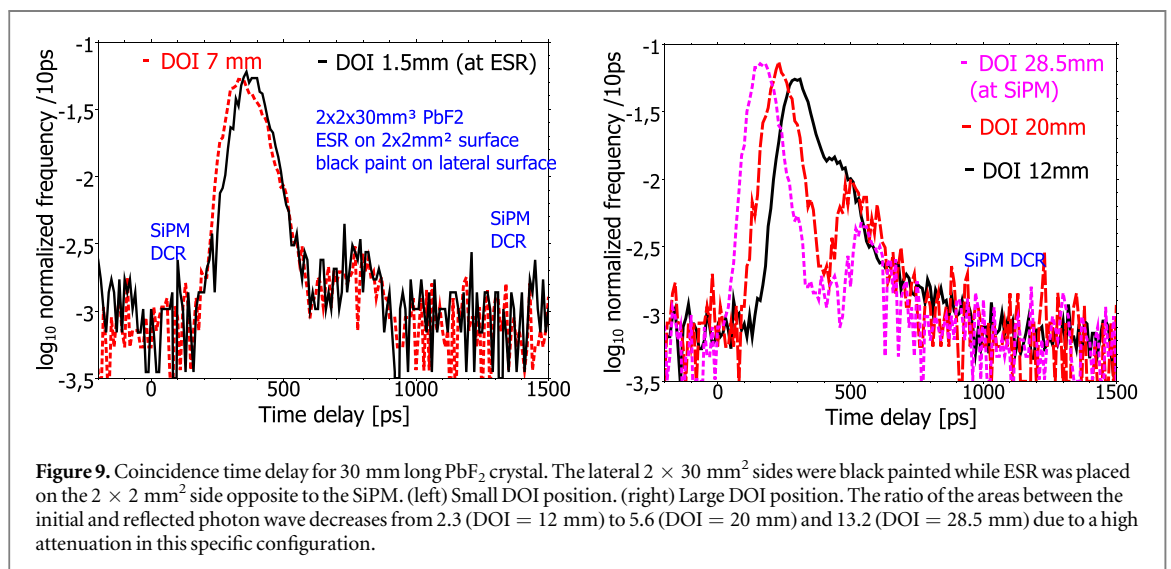 -1
-1,5
-2
-2,5
-3
-3,5
log10 normalized frequency /10ps
- DOI 7 mm
- DOI 1.5mm (at ESR)
2x2x30mm³ PbF2
ESR on 2x2mm² surface
black paint on lateral surface
SiPM
DCR
SiPM
DCR
0 500 1000 1500
Time delay [ps]
-1
-1,5
-2
-2,5
-3
-3,5
log10 normalized frequency /10ps
- DOI 28.5mm
(at SiPM)
- DOI 20mm
- DOI 12mm
SiPM DCR
0 500 1000 1500
Time delay [ps]
Figure 9. Coincidence time delay for 30 mm long PbF2 crystal. The lateral 2 × 30 mm² sides were black painted while ESR was placed
on the 2 × 2 mm² side opposite to the SiPM. (left) Small DOI position. (right) Large DOI position. The ratio of the areas between the
initial and reflected photon wave decreases from 2.3 (DOI = 12 mm) to 5.6 (DOI = 20 mm) and 13.2 (DOI = 28.5 mm) due to a high
attenuation in this specific configuration.